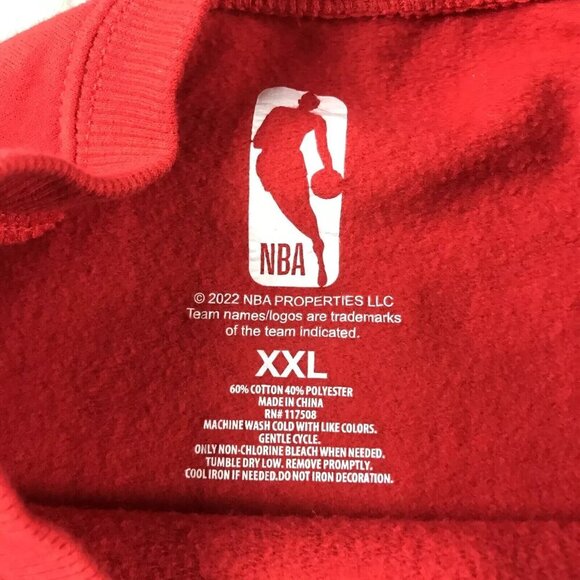 NBA
© 2022 NBA PROPERTIES LLC
Team names/logos are trademarks
of the team indicated.
XXL
60% COTTON 40% POLYESTER
MADE IN CHINA
RN# 117508
MACHINE WASH COLD WITH LIKE COLORS.
GENTLE CYCLE.
ONLY NON-CHLORINE BLEACH WHEN NEEDED.
TUMBLE DRY LOW. REMOVE PROMPTLY.
COOL IRON IF NEEDED.DO NOT IRON DECORATION.